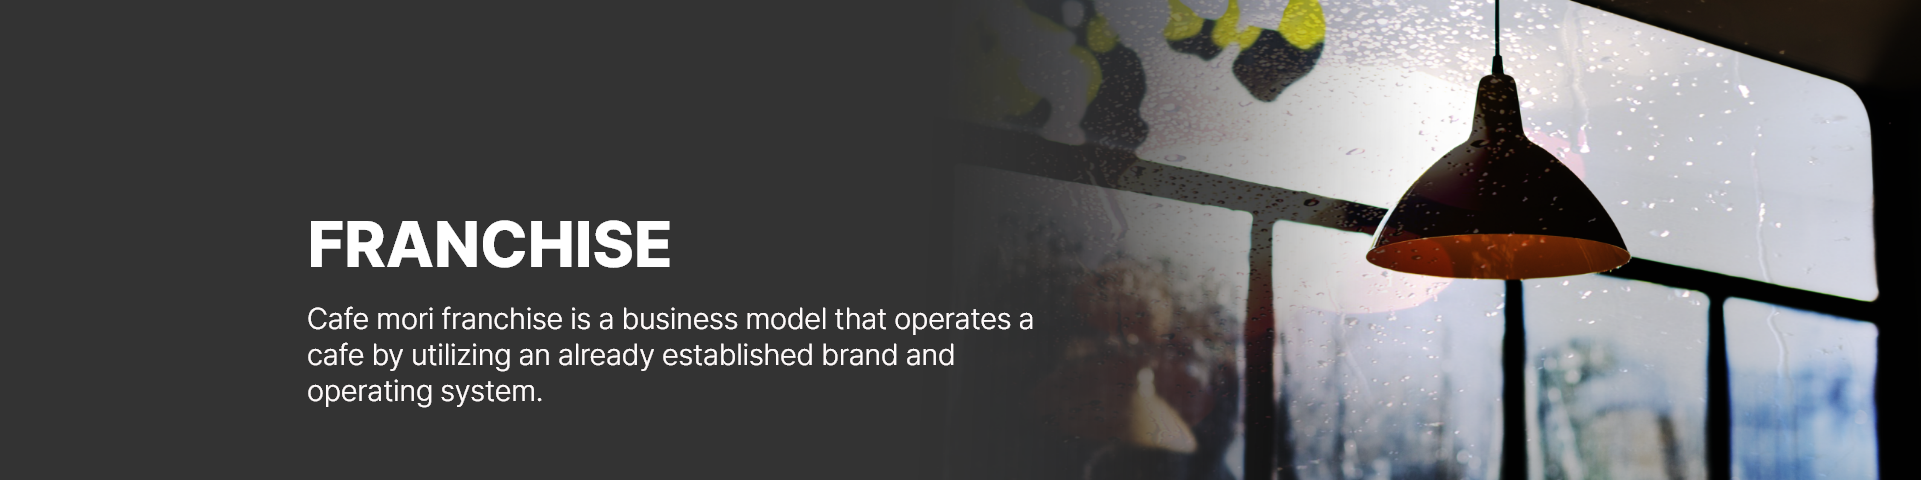 FRANCHISE
Cafe mori franchise is a business model that operates a
cafe by utilizing an already established brand and
operating system.